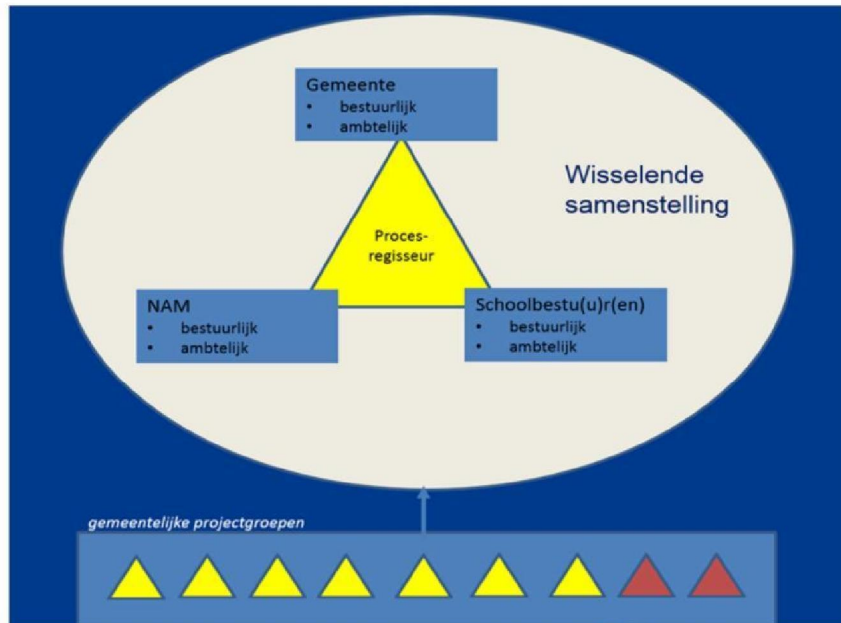 Gemeente
• bestuurlijk
• ambtelijk
Wisselende
samenstelling
Proces-
regisseur
NAM
• bestuurlijk
• ambtelijk
Schoolbestu(u)r(en)
• bestuurlijk
• ambtelijk
gemeentelijke projectgroepen